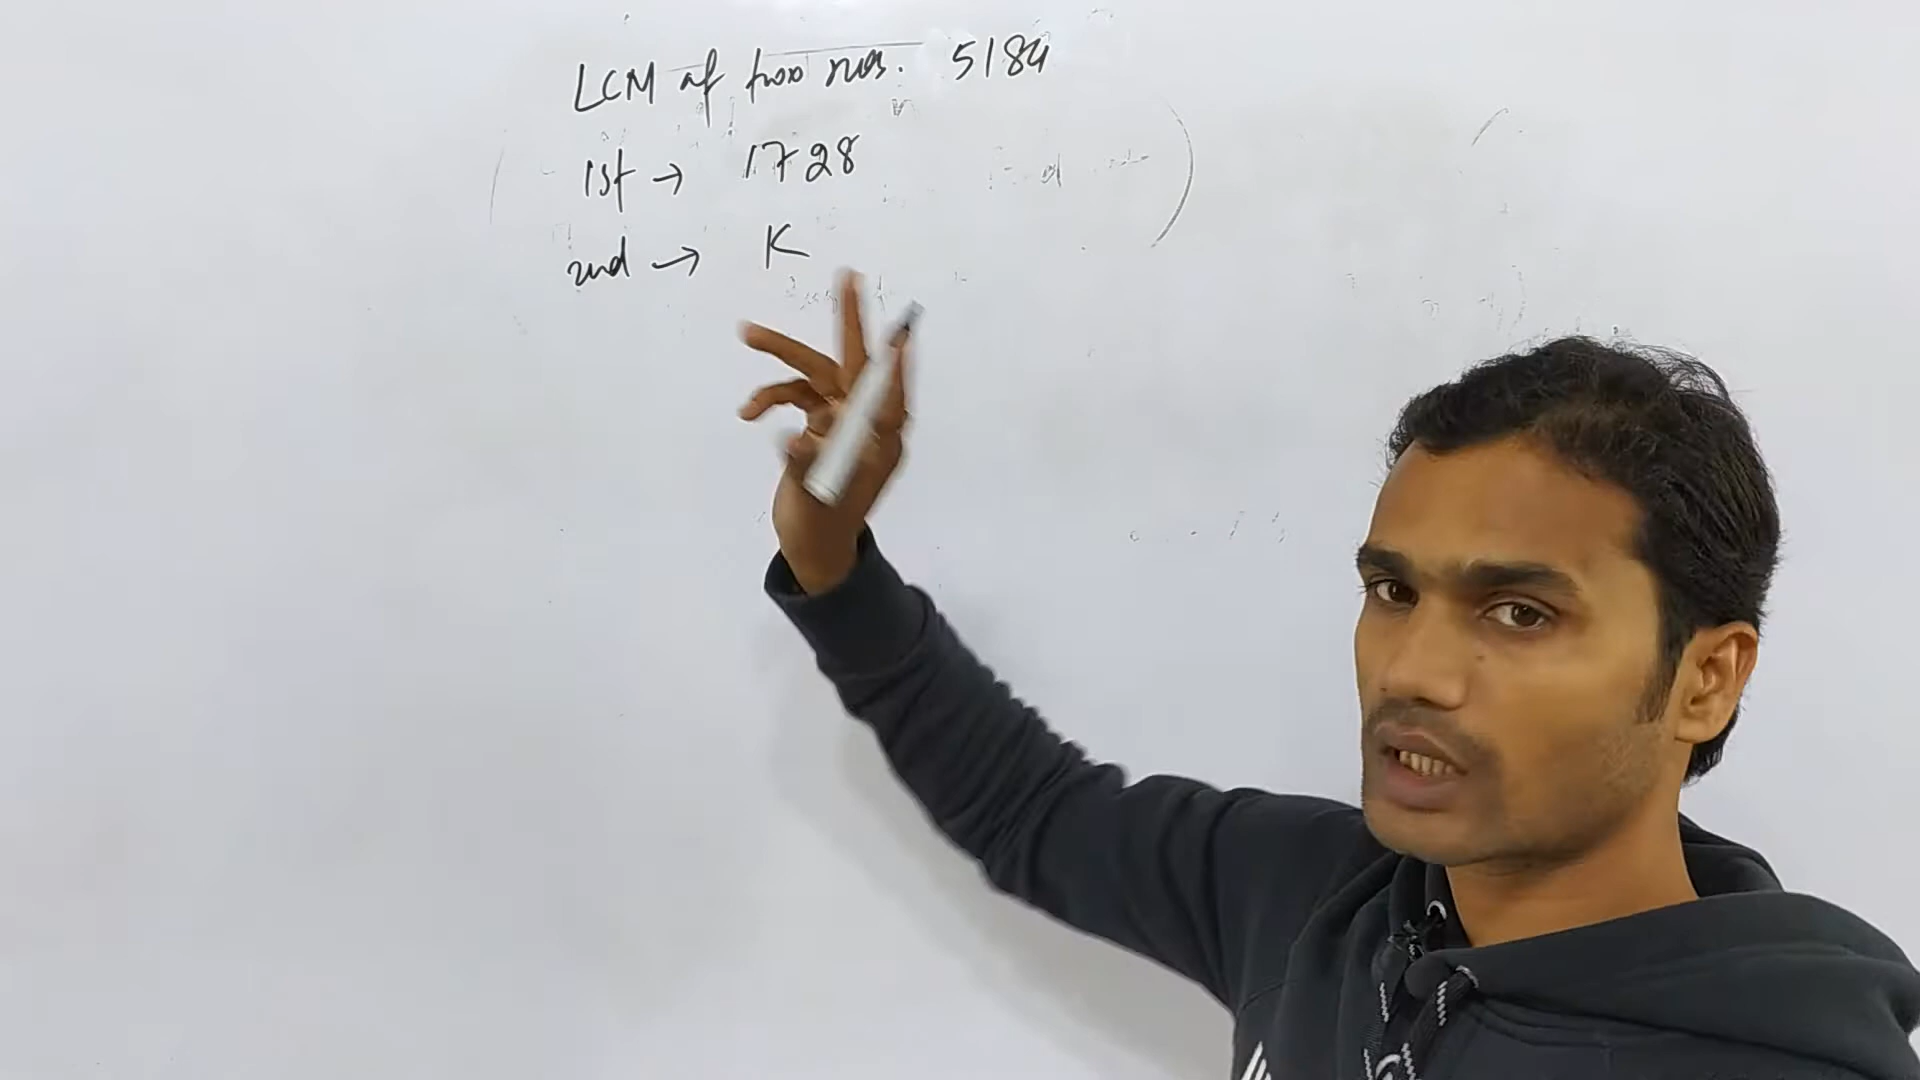 LCM of two nos. 5184
1st → 1728
2nd → K